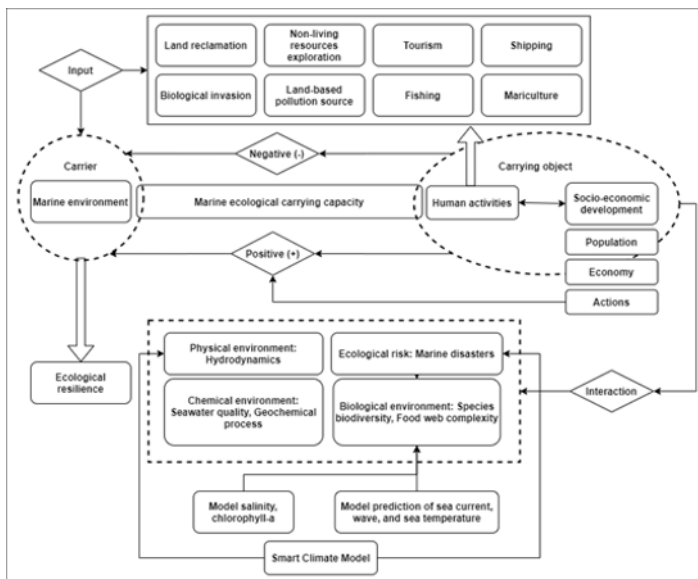 Land reclamation
Non-living
resources
exploration
Tourism
Shipping
Input
Biological invasion
Land-based
pollution source
Fishing
Mariculture
Carrier
Negative (-)
Carrying object
Marine environment
Marine ecological carrying capacity
Human activities
Socio-economic
development
Population
Positive (+)
Economy
Actions
Physical environment:
Hydrodynamics
Ecological risk: Marine disasters
Ecological
resilience
Chemical environment:
Seawater quality, Geochemical
process
Biological environment: Species
biodiversity, Food web complexity
Interaction
Model salinity,
chlorophyll-a
Model prediction of sea current,
wave, and sea temperature
Smart Climate Model